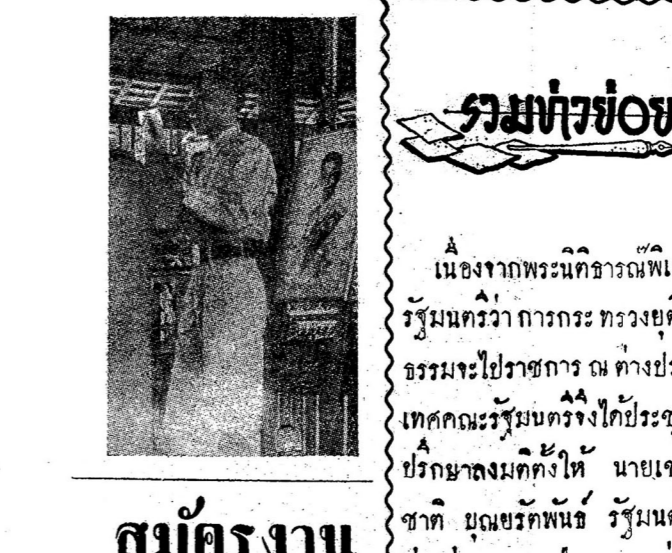 สมัครงาน
รวมข่าวย่อย
เนื่องจากพระนิติธารณ์พิเ
รัฐมนตรีว่าการกระทรวงยุต
ธรรมจะไปราชการ ณ ต่างปร
เทศคณะรัฐมนตรีจึงได้ประชุ
ปรึกษาลงมติตั้งให้ นายเข
ชาติ บุณยรัตพันธ์ รัฐมนต